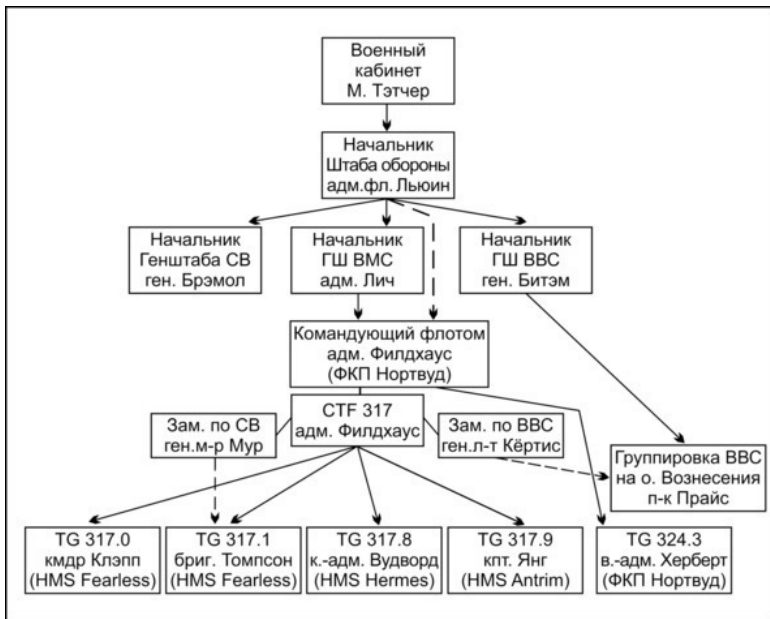 Военный
кабинет
М. Тэтчер
Начальник
Штаба обороны
адм.фл. Льюин
Начальник
Генштаба СВ
ген. Брэмол
Начальник
ГШ ВМС
адм. Лич
Начальник
ГШ ВВС
ген. Битэм
Командующий флотом
адм. Филдхаус
(ФКП Нортвуд)
Зам. по СВ
ген.м-р Мур
CTF 317
адм. Филдхаус
Зам. по ВВС
ген.л-т Кёртис
Группировка ВВС
на о. Вознесения
п-к Прайс
TG 317.0
кмдр Клэпп
(HMS Fearless)
TG 317.1
бриг. Томпсон
(HMS Fearless)
TG 317.8
к.-адм. Вудворд
(HMS Hermes)
TG 317.9
кпт. Янг
(HMS Antrim)
TG 324.3
в.-адм. Херберт
(ФКП Нортвуд)